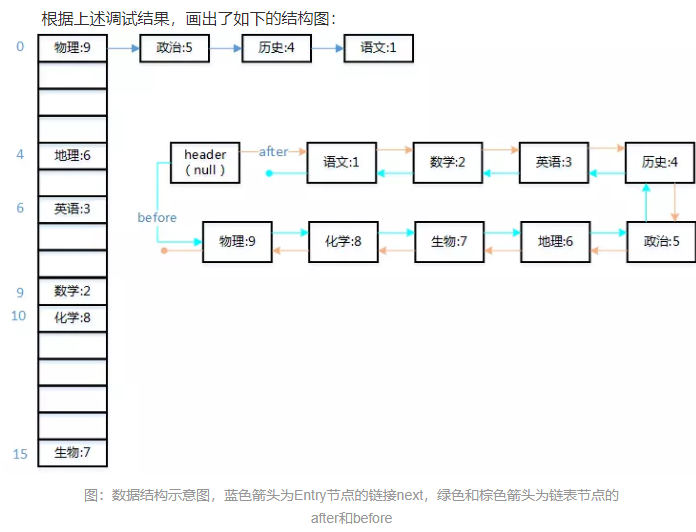 根据上述调试结果，画出了如下的结构图：
0
物理:9
政治:5
历史:4
语文:1
4
地理:6
6
英语:3
9
数学:2
10
化学:8
15
生物:7
header
（null）
after
语文:1
数学:2
英语:3
历史:4
before
物理:9
化学:8
生物:7
地理:6
政治:5
图：数据结构示意图，蓝色箭头为Entry节点的链接next，绿色和棕色箭头为链表节点的
after和before